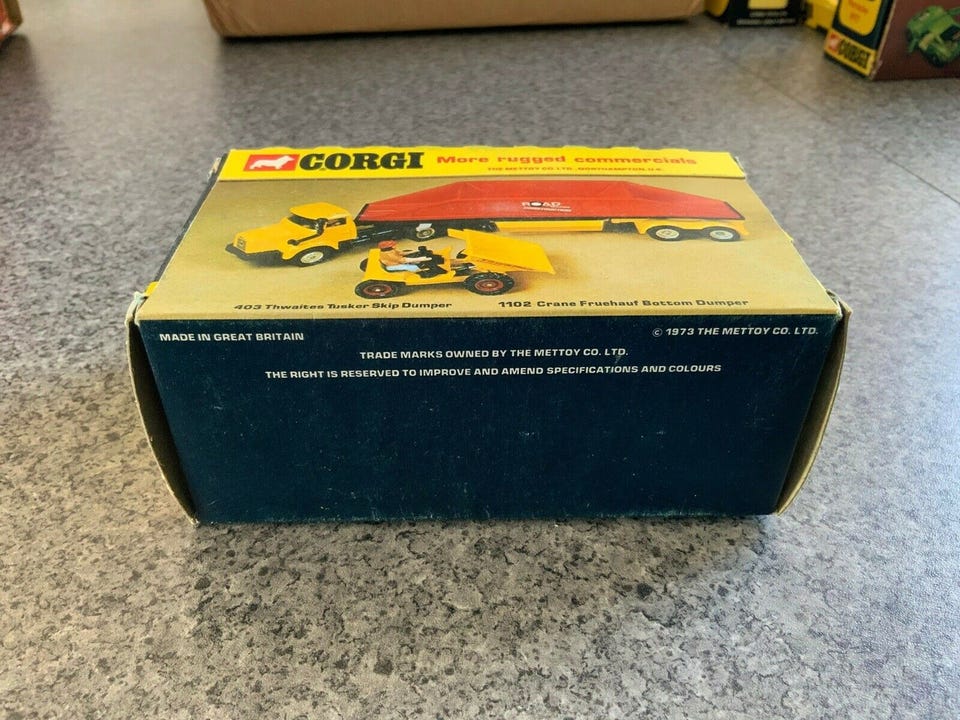 CORGI More rugged commercials
THE METTOY CO. LTD., NORTHAMPTON, U.K.
ROAD
403 Thwaites Tusker Skip Dumper
1102 Crane Fruehauf Bottom Dumper
MADE IN GREAT BRITAIN
© 1973 THE METTOY CO. LTD.
TRADE MARKS OWNED BY THE METTOY CO. LTD.
THE RIGHT IS RESERVED TO IMPROVE AND AMEND SPECIFICATIONS AND COLOURS
CORGI